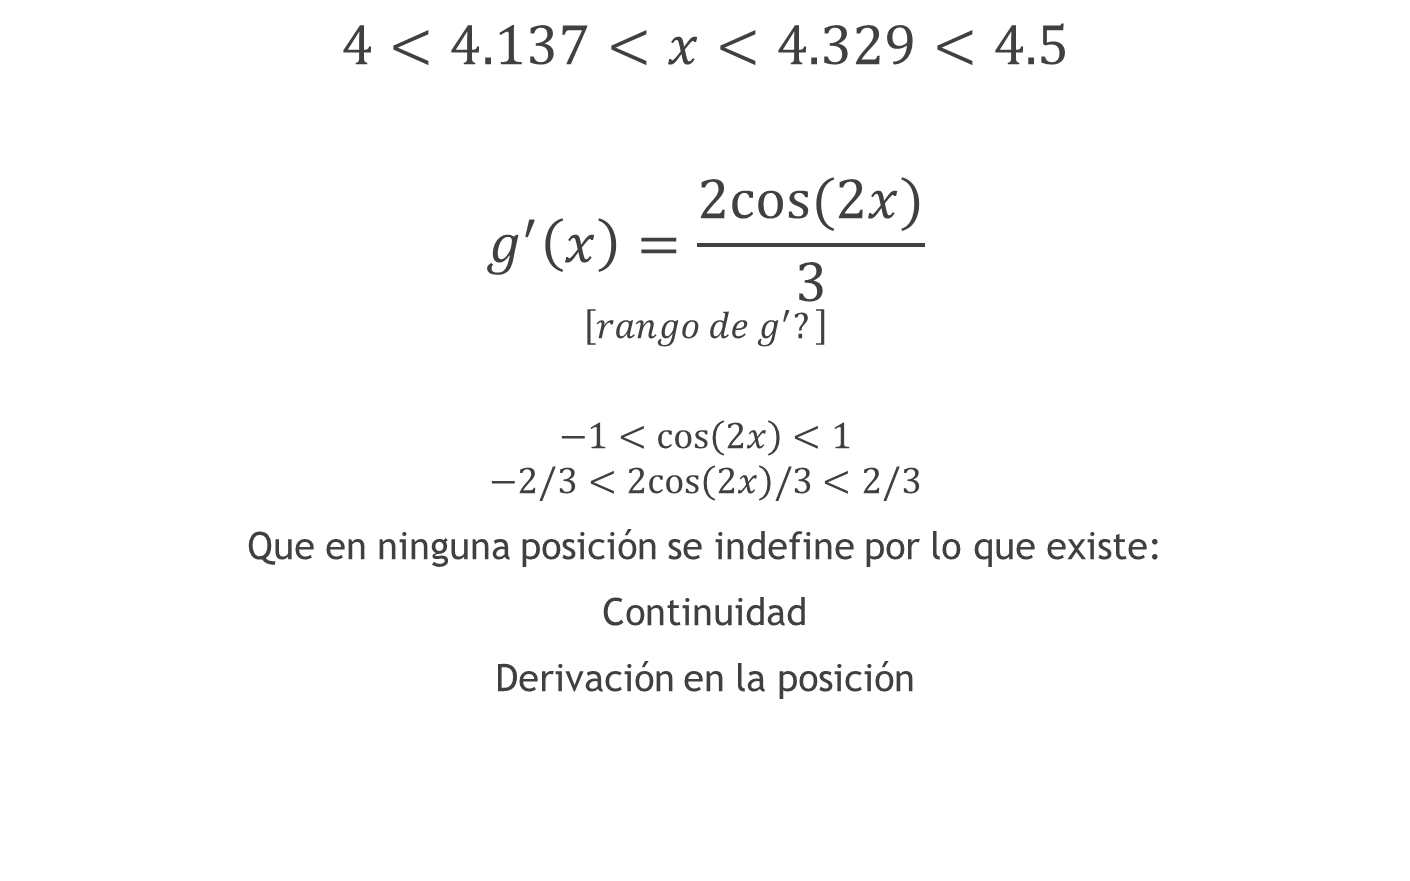 4 < 4.137 < x < 4.329 < 4.5
g′(x) = 2cos(2x)/3
[rango de g′?]
−1 < cos(2x) < 1
−2/3 < 2cos(2x)/3 < 2/3
Que en ninguna posición se indefine por lo que existe:
Continuidad
Derivación en la posición